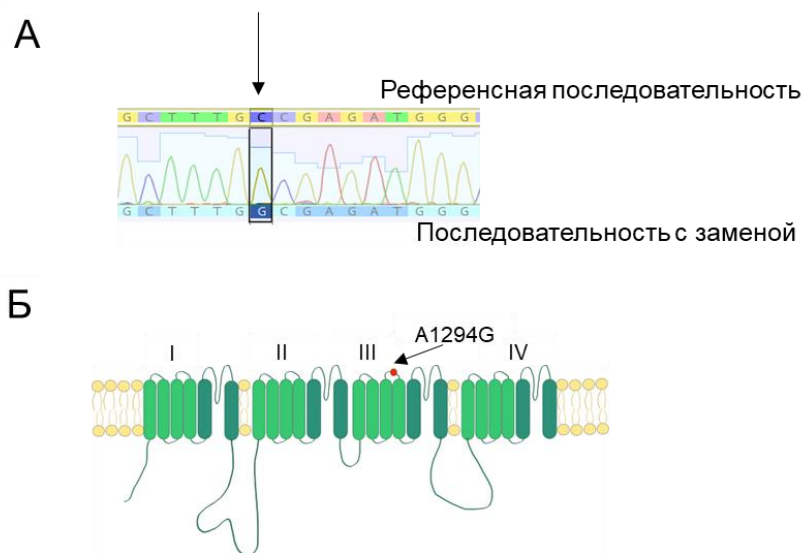 А
Референсная последовательность
G C T T T G C C G A G A T G G G
G C T T T G G C G A G A T G G G
Последовательность с заменой
Б
A1294G
I II III IV